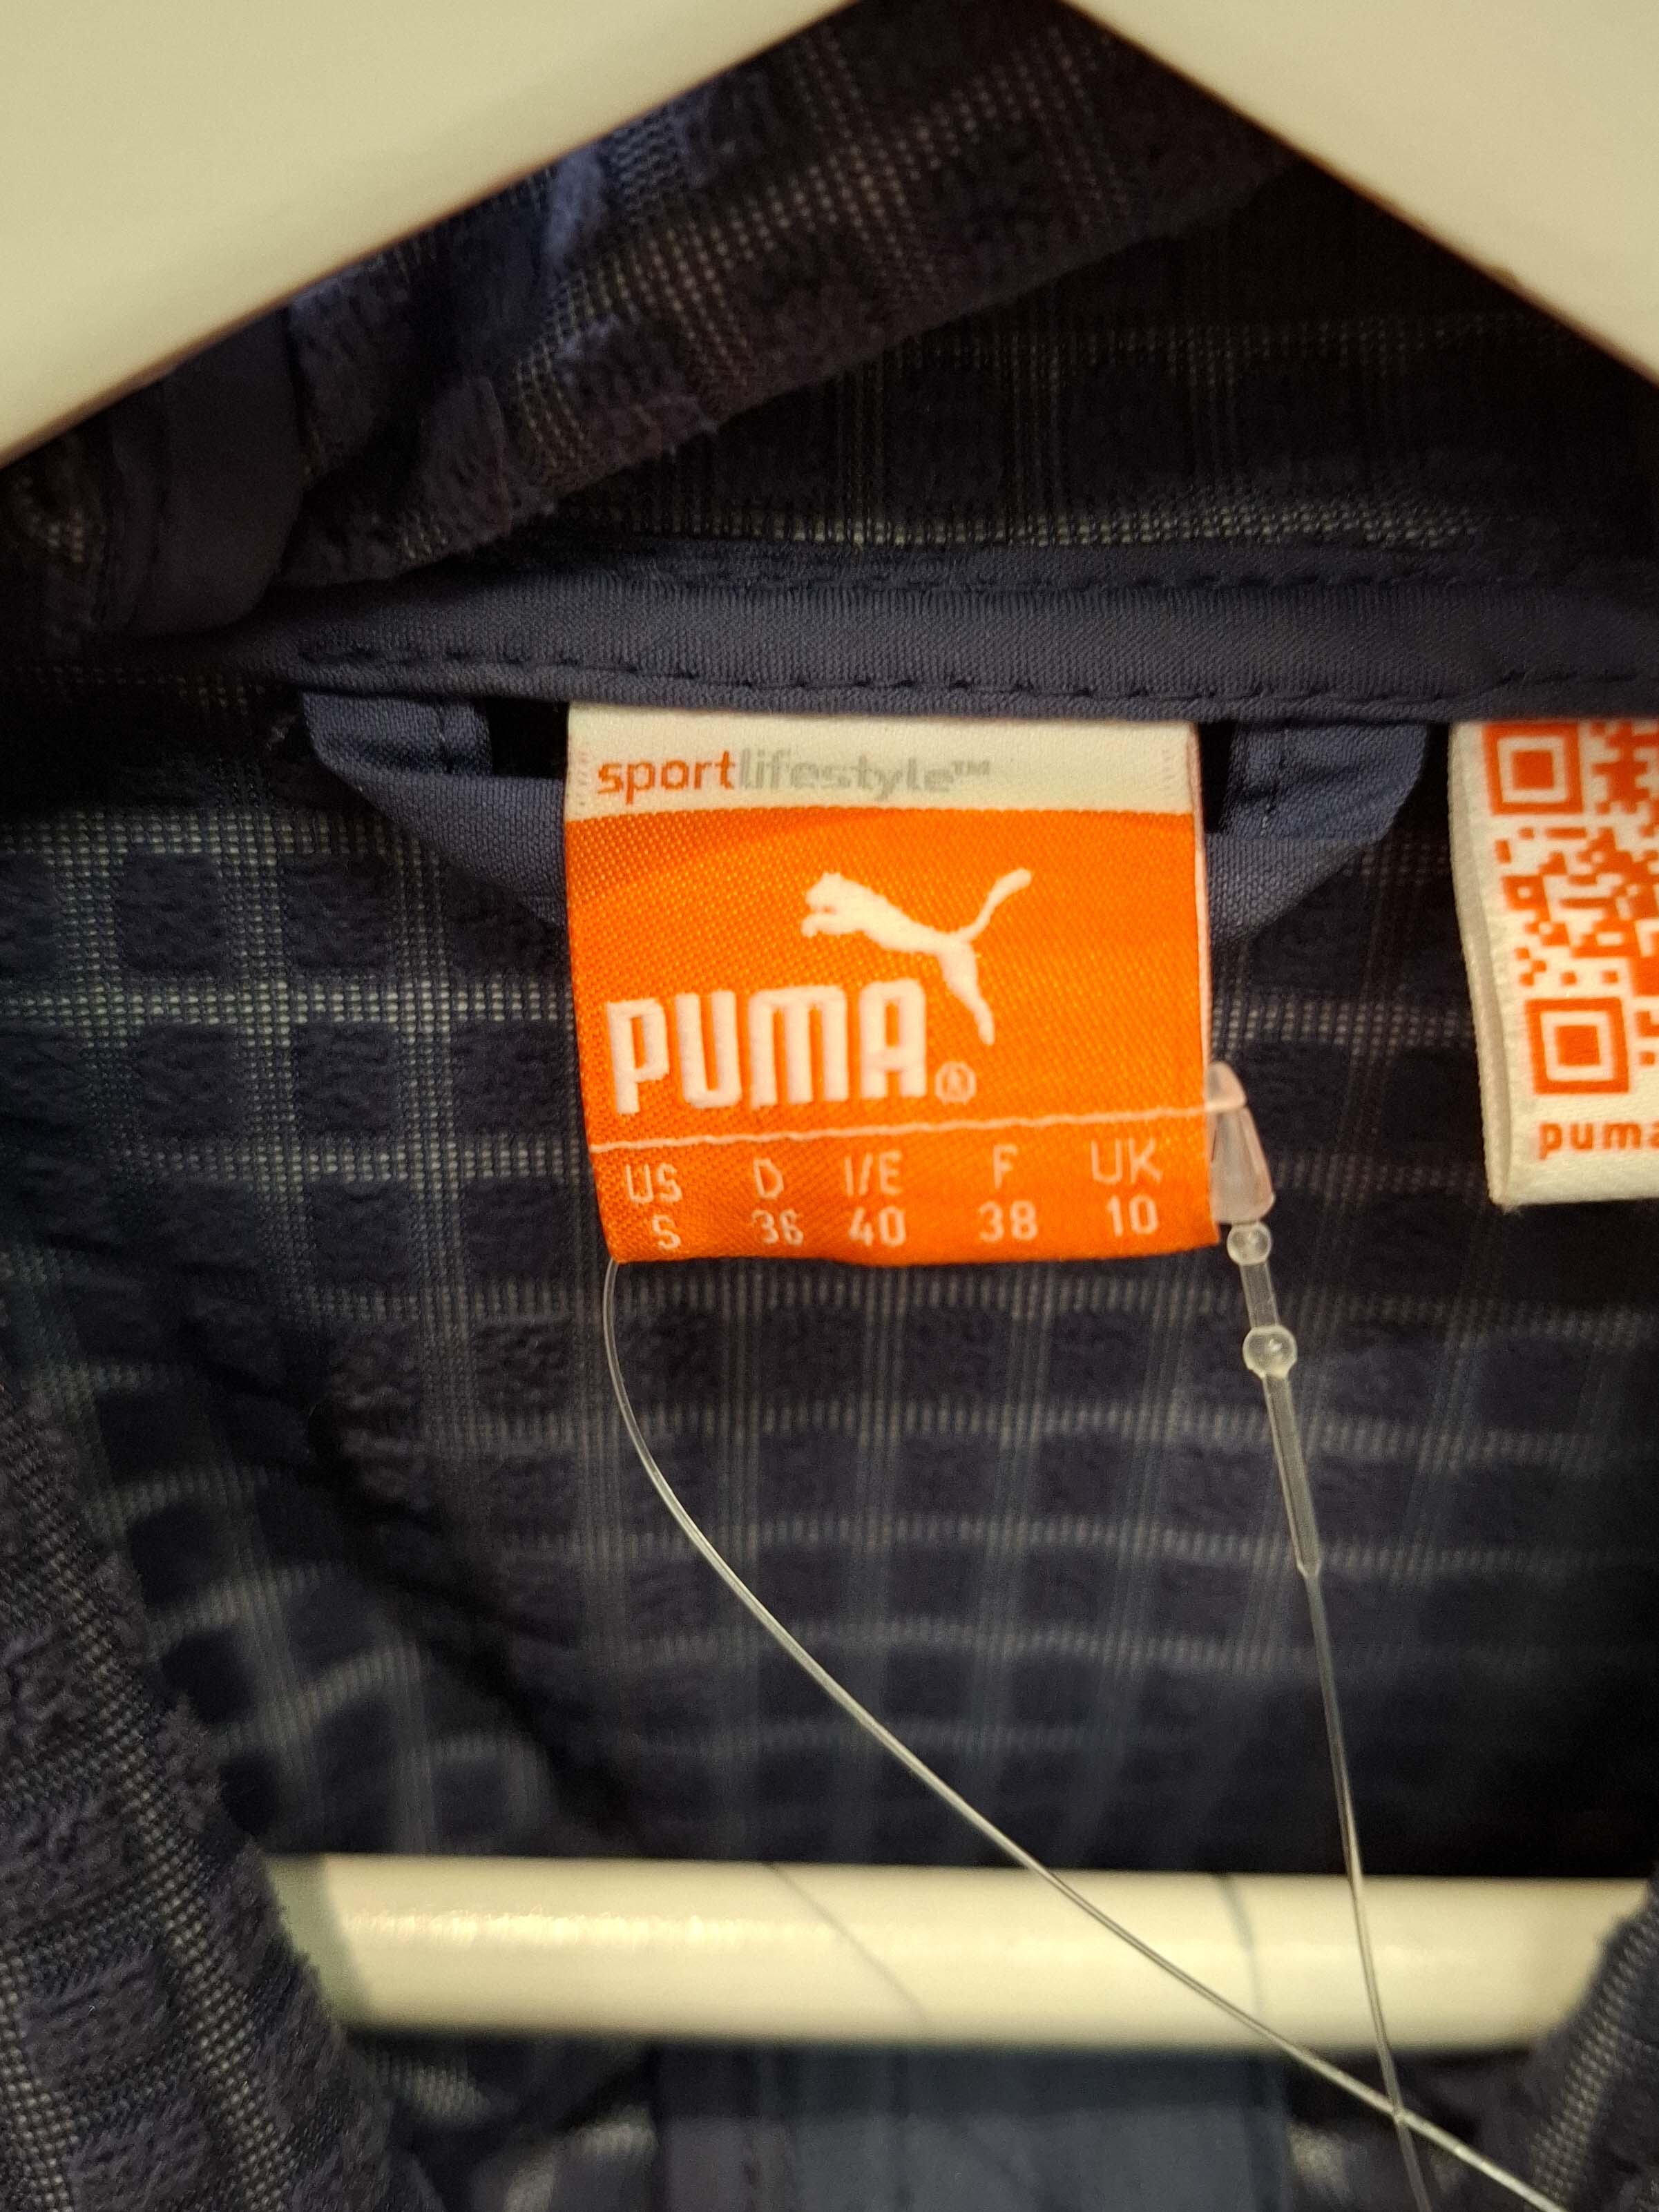 sportlifestyle™
PUMA®
US D I/E F UK
S 36 40 38 10
puma